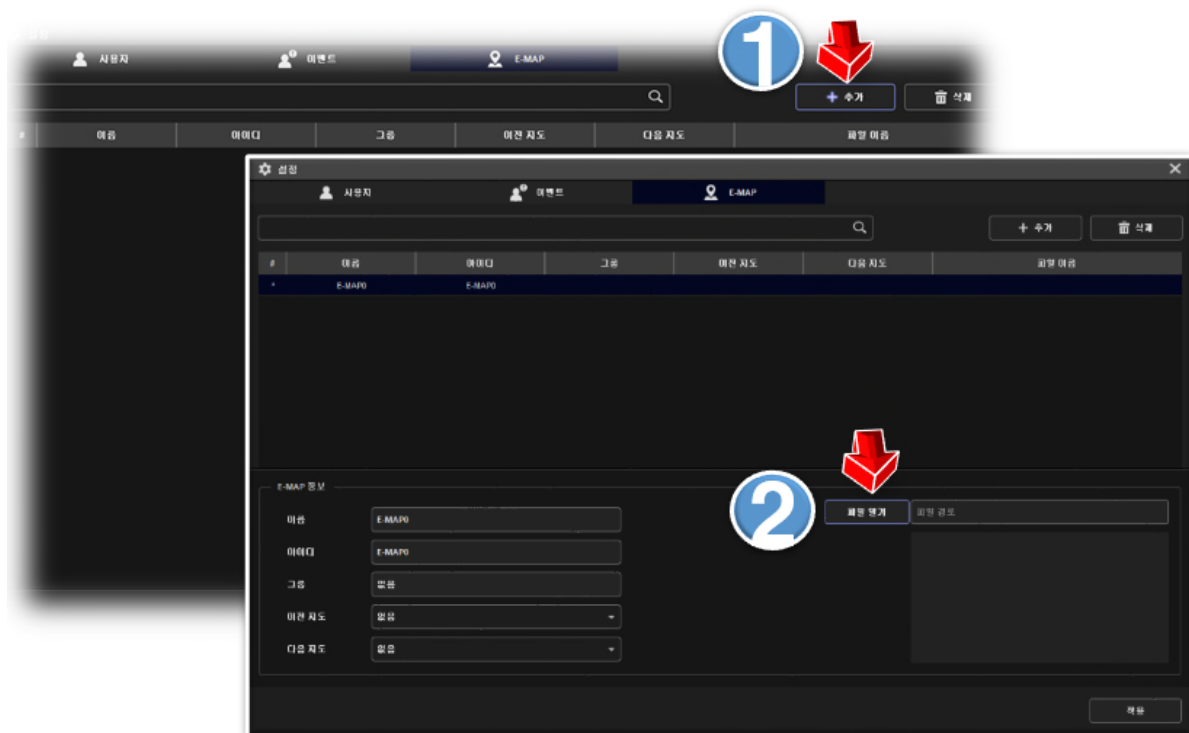 사용자 이벤트 E-MAP
1
+ 추가 삭제
# 이름 아이디 그룹 이전 지도 다음 지도 파일 이름
설정
사용자 이벤트 E-MAP
+ 추가 삭제
# 이름 아이디 그룹 이전 지도 다음 지도 파일 이름
* E-MAP0 E-MAP0
E-MAP 정보
2
이름 E-MAP0
파일 열기 파일 경로
아이디 E-MAP0
그룹 없음
이전 지도 없음
다음 지도 없음
적용